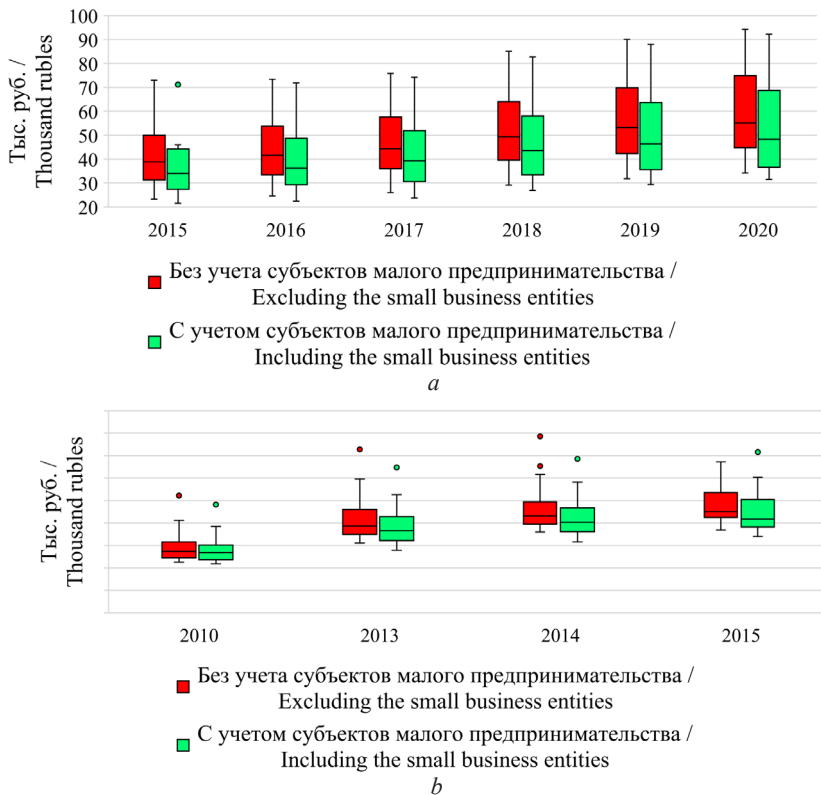 Тыс. руб. /
Thousand rubles
100
90
80
70
60
50
40
30
20
2015 2016 2017 2018 2019 2020
Без учета субъектов малого предпринимательства /
Excluding the small business entities
С учетом субъектов малого предпринимательства /
Including the small business entities
a
Тыс. руб. /
Thousand rubles
2010 2013 2014 2015
Без учета субъектов малого предпринимательства /
Excluding the small business entities
С учетом субъектов малого предпринимательства /
Including the small business entities
b